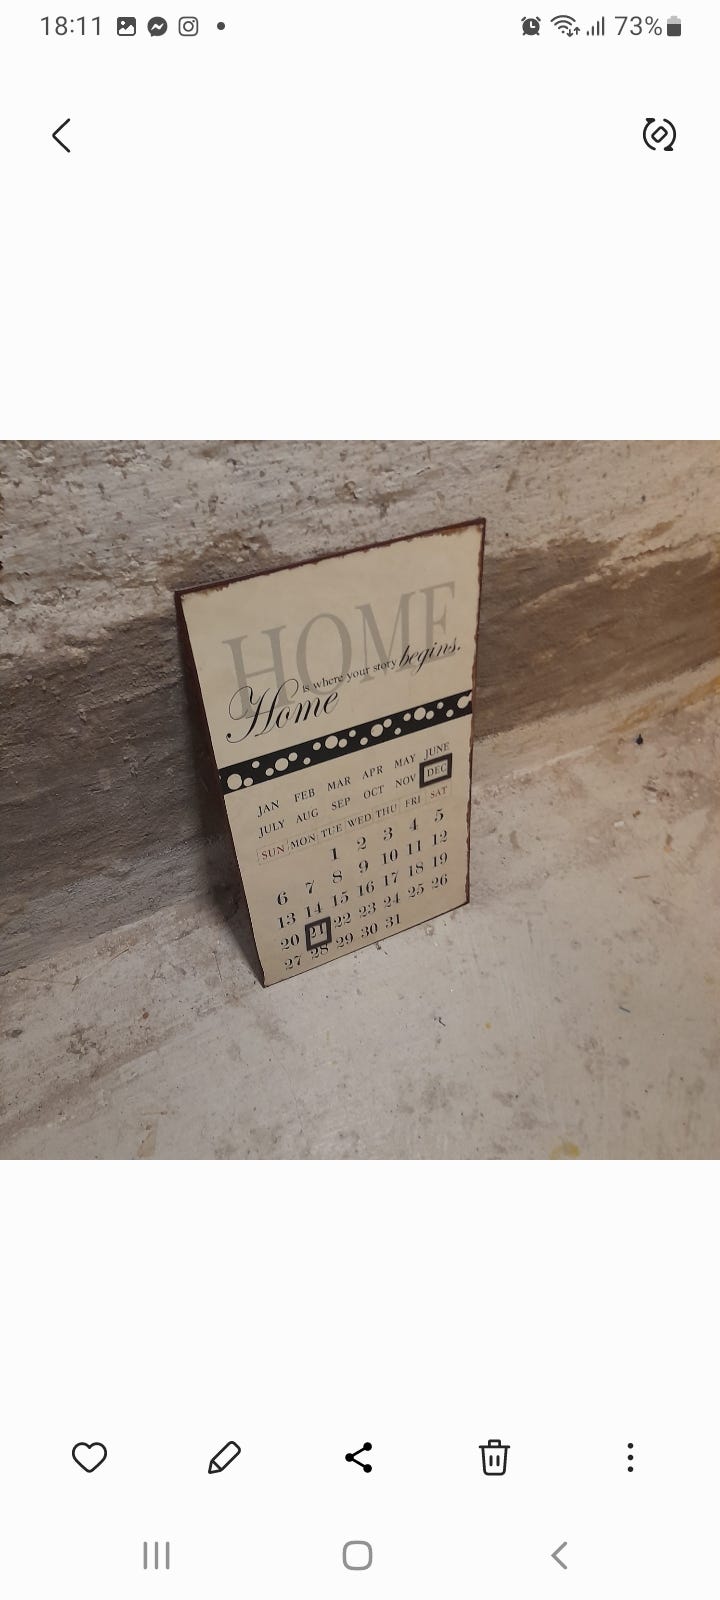 18:11
73%
HOME
is where your story begins.
Home
JAN FEB MAR APR MAY JUNE
JULY AUG SEP OCT NOV DEC
SUN MON TUE WED THU FRI SAT
1 2 3 4 5
6 7 8 9 10 11 12
13 14 15 16 17 18 19
20 21 22 23 24 25 26
27 28 29 30 31